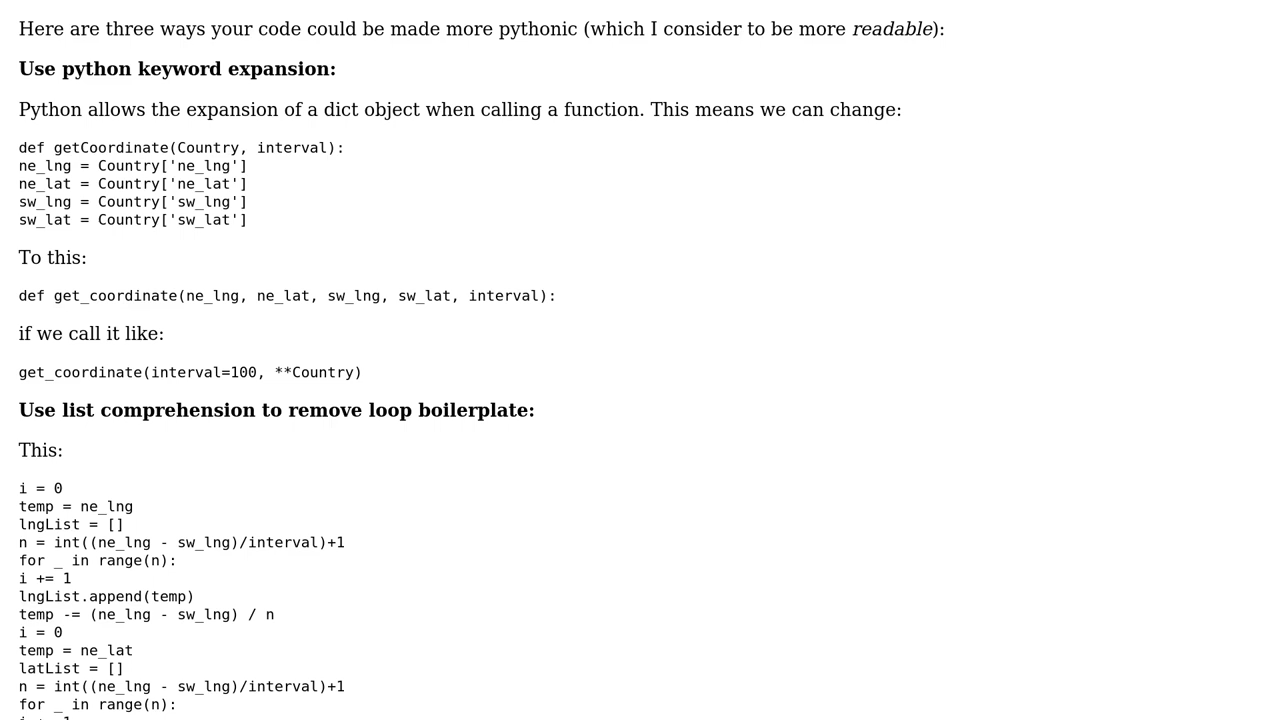 Here are three ways your code could be made more pythonic (which I consider to be more readable):
Use python keyword expansion:
Python allows the expansion of a dict object when calling a function. This means we can change:
def getCoordinate(Country, interval):
ne_lng = Country['ne_lng']
ne_lat = Country['ne_lat']
sw_lng = Country['sw_lng']
sw_lat = Country['sw_lat']
To this:
def get_coordinate(ne_lng, ne_lat, sw_lng, sw_lat, interval):
if we call it like:
get_coordinate(interval=100, **Country)
Use list comprehension to remove loop boilerplate:
This:
i = 0
temp = ne_lng
lngList = []
n = int((ne_lng - sw_lng)/interval)+1
for _ in range(n):
i += 1
lngList.append(temp)
temp -= (ne_lng - sw_lng) / n
i = 0
temp = ne_lat
latList = []
n = int((ne_lng - sw_lng)/interval)+1
for _ in range(n):